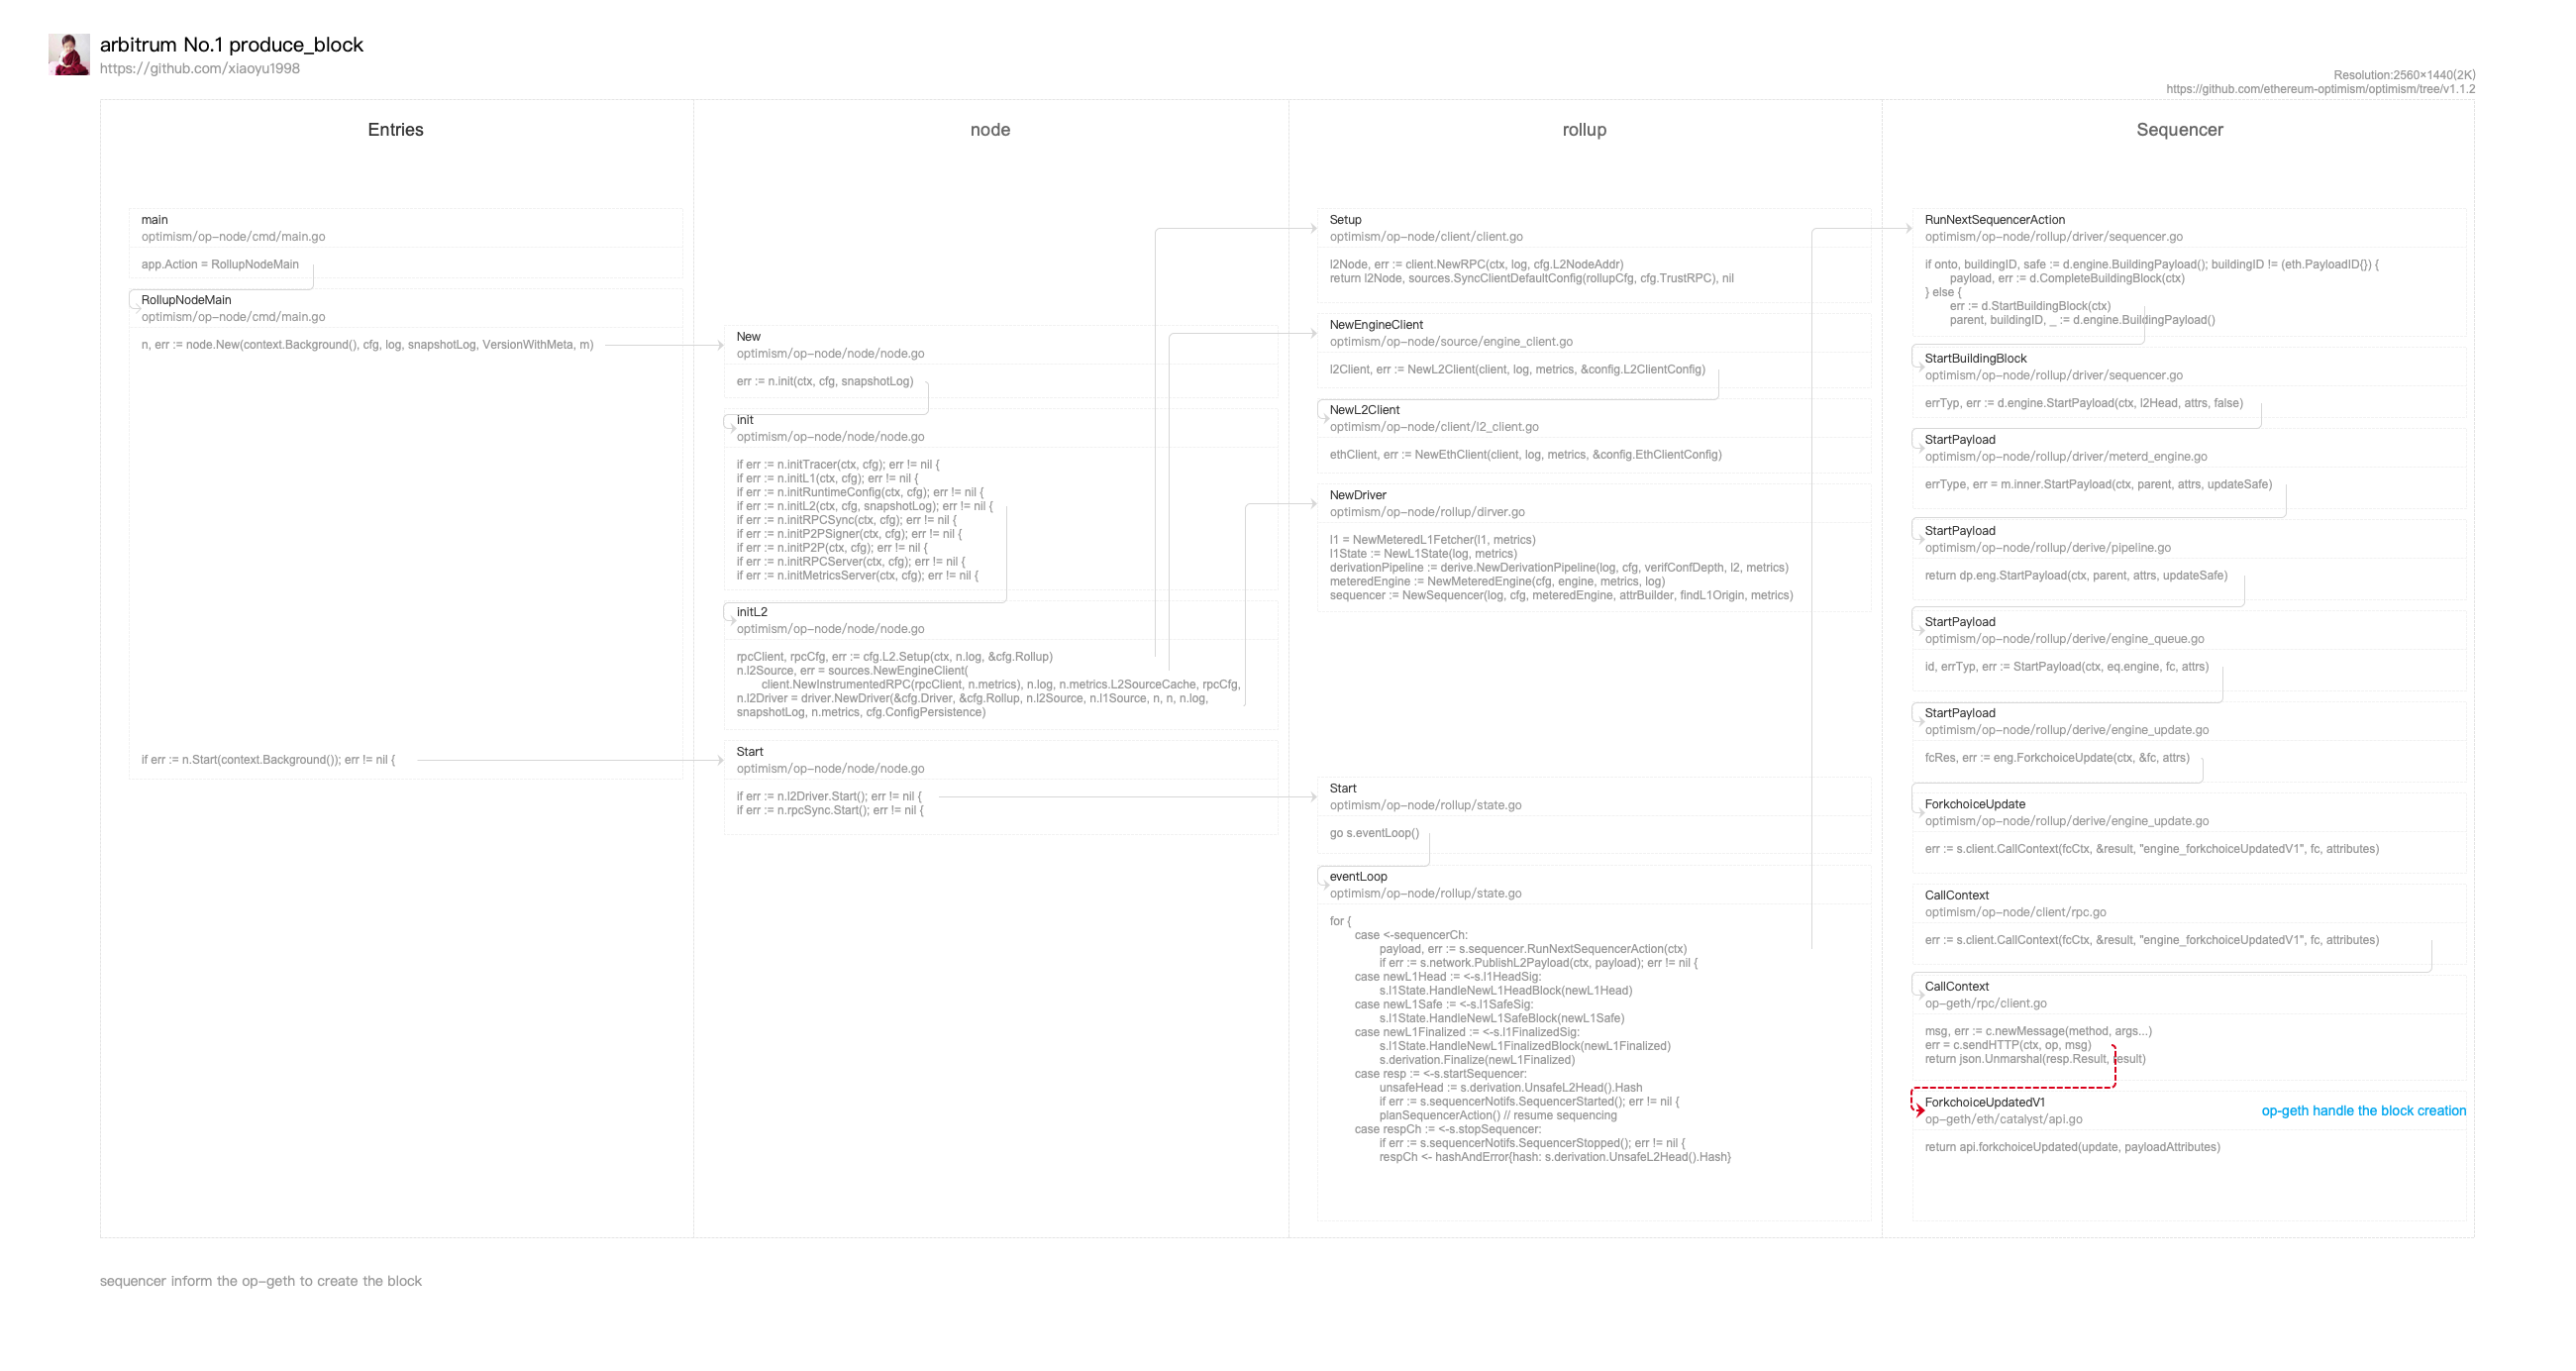 arbitrum No.1 produce_block
https://github.com/xiaoyu1998
Resolution:2560×1440(2K)
https://github.com/ethereum-optimism/optimism/tree/v1.1.2
Entries
main
optimism/op-node/cmd/main.go
app.Action = RollupNodeMain
RollupNodeMain
optimism/op-node/cmd/main.go
n, err := node.New(context.Background(), cfg, log, snapshotLog, VersionWithMeta, m)
if err := n.Start(context.Background()); err != nil {
node
New
optimism/op-node/node/node.go
err := n.init(ctx, cfg, snapshotLog)
init
optimism/op-node/node/node.go
if err := n.initTracer(ctx, cfg); err != nil {
if err := n.initL1(ctx, cfg); err != nil {
if err := n.initRuntimeConfig(ctx, cfg); err != nil {
if err := n.initL2(ctx, cfg, snapshotLog); err != nil {
if err := n.initRPCSync(ctx, cfg); err != nil {
if err := n.initP2PSigner(ctx, cfg); err != nil {
if err := n.initP2P(ctx, cfg); err != nil {
if err := n.initRPCServer(ctx, cfg); err != nil {
if err := n.initMetricsServer(ctx, cfg); err != nil {
initL2
optimism/op-node/node/node.go
rpcClient, rpcCfg, err := cfg.L2.Setup(ctx, n.log, &cfg.Rollup)
n.l2Source, err = sources.NewEngineClient(
client.NewInstrumentedRPC(rpcClient, n.metrics), n.log, n.metrics.L2SourceCache, rpcCfg,
n.l2Driver = driver.NewDriver(&cfg.Driver, &cfg.Rollup, n.l2Source, n.l1Source, n, n, n.log,
snapshotLog, n.metrics, cfg.ConfigPersistence)
Start
optimism/op-node/node/node.go
if err := n.l2Driver.Start(); err != nil {
if err := n.rpcSync.Start(); err != nil {
rollup
Setup
optimism/op-node/client/client.go
l2Node, err := client.NewRPC(ctx, log, cfg.L2NodeAddr)
return l2Node, sources.SyncClientDefaultConfig(rollupCfg, cfg.TrustRPC), nil
NewEngineClient
optimism/op-node/source/engine_client.go
l2Client, err := NewL2Client(client, log, metrics, &config.L2ClientConfig)
NewL2Client
optimism/op-node/client/l2_client.go
ethClient, err := NewEthClient(client, log, metrics, &config.EthClientConfig)
NewDriver
optimism/op-node/rollup/dirver.go
l1 = NewMeteredL1Fetcher(l1, metrics)
l1State := NewL1State(log, metrics)
derivationPipeline := derive.NewDerivationPipeline(log, cfg, verifConfDepth, l2, metrics)
meteredEngine := NewMeteredEngine(cfg, engine, metrics, log)
sequencer := NewSequencer(log, cfg, meteredEngine, attrBuilder, findL1Origin, metrics)
Start
optimism/op-node/rollup/state.go
go s.eventLoop()
eventLoop
optimism/op-node/rollup/state.go
for {
case <-sequencerCh:
payload, err := s.sequencer.RunNextSequencerAction(ctx)
if err := s.network.PublishL2Payload(ctx, payload); err != nil {
case newL1Head := <-s.l1HeadSig:
s.l1State.HandleNewL1HeadBlock(newL1Head)
case newL1Safe := <-s.l1SafeSig:
s.l1State.HandleNewL1SafeBlock(newL1Safe)
case newL1Finalized := <-s.l1FinalizedSig:
s.l1State.HandleNewL1FinalizedBlock(newL1Finalized)
s.derivation.Finalize(newL1Finalized)
case resp := <-s.startSequencer:
unsafeHead := s.derivation.UnsafeL2Head().Hash
if err := s.sequencerNotifs.SequencerStarted(); err != nil {
planSequencerAction() // resume sequencing
case respCh := <-s.stopSequencer:
if err := s.sequencerNotifs.SequencerStopped(); err != nil {
respCh <- hashAndError{hash: s.derivation.UnsafeL2Head().Hash}
Sequencer
RunNextSequencerAction
optimism/op-node/rollup/driver/sequencer.go
if onto, buildingID, safe := d.engine.BuildingPayload(); buildingID != (eth.PayloadID{}) {
payload, err := d.CompleteBuildingBlock(ctx)
} else {
err := d.StartBuildingBlock(ctx)
parent, buildingID, _ := d.engine.BuildingPayload()
StartBuildingBlock
optimism/op-node/rollup/driver/sequencer.go
errTyp, err := d.engine.StartPayload(ctx, l2Head, attrs, false)
StartPayload
optimism/op-node/rollup/driver/meterd_engine.go
errType, err = m.inner.StartPayload(ctx, parent, attrs, updateSafe)
StartPayload
optimism/op-node/rollup/derive/pipeline.go
return dp.eng.StartPayload(ctx, parent, attrs, updateSafe)
StartPayload
optimism/op-node/rollup/derive/engine_queue.go
id, errTyp, err := StartPayload(ctx, eq.engine, fc, attrs)
StartPayload
optimism/op-node/rollup/derive/engine_update.go
fcRes, err := eng.ForkchoiceUpdate(ctx, &fc, attrs)
ForkchoiceUpdate
optimism/op-node/rollup/derive/engine_update.go
err := s.client.CallContext(fcCtx, &result, "engine_forkchoiceUpdatedV1", fc, attributes)
CallContext
optimism/op-node/client/rpc.go
err := s.client.CallContext(fcCtx, &result, "engine_forkchoiceUpdatedV1", fc, attributes)
CallContext
op-geth/rpc/client.go
msg, err := c.newMessage(method, args...)
err = c.sendHTTP(ctx, op, msg)
return json.Unmarshal(resp.Result, result)
ForkchoiceUpdatedV1
op-geth/eth/catalyst/api.go
op-geth handle the block creation
return api.forkchoiceUpdated(update, payloadAttributes)
sequencer inform the op-geth to create the block